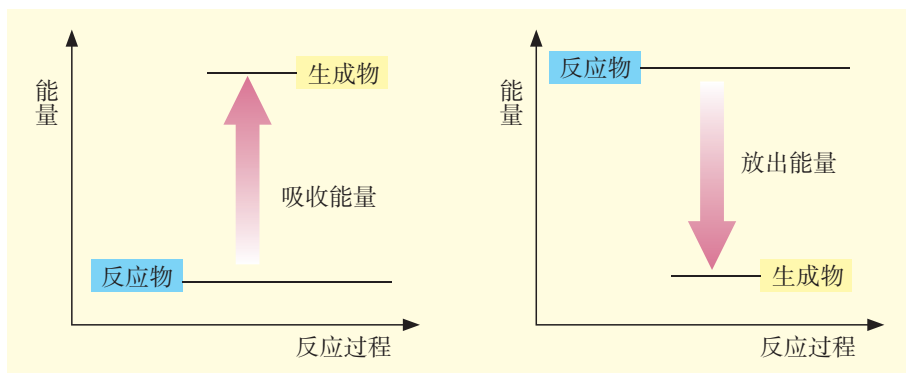 能量
生成物
吸收能量
反应物
反应过程
能量
反应物
放出能量
生成物
反应过程